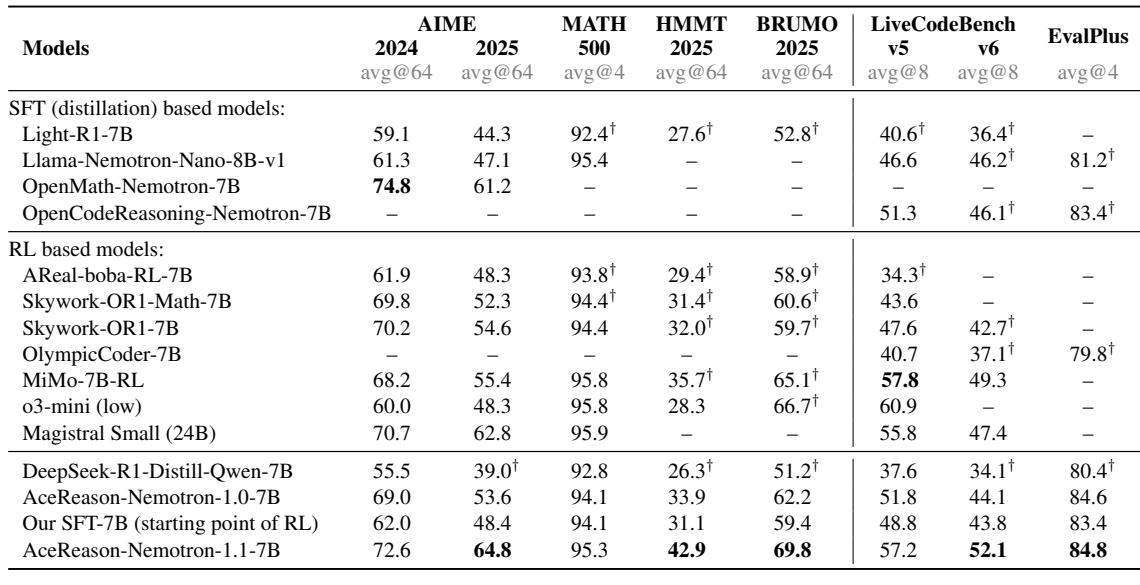 Models AIME MATH HMMT BRUMO LiveCodeBench EvalPlus
2024 2025 500 2025 2025 v5 v6
avg@64 avg@64 avg@4 avg@64 avg@64 avg@8 avg@8 avg@4
SFT (distillation) based models:
Light-R1-7B 59.1 44.3 92.4† 27.6† 52.8† 40.6† 36.4† –
Llama-Nemotron-Nano-8B-v1 61.3 47.1 95.4 – – 46.6 46.2† 81.2†
OpenMath-Nemotron-7B 74.8 61.2 – – – – – –
OpenCodeReasoning-Nemotron-7B – – – – – 51.3 46.1† 83.4†
RL based models:
AReal-boba-RL-7B 61.9 48.3 93.8† 29.4† 58.9† 34.3† – –
Skywork-OR1-Math-7B 69.8 52.3 94.4† 31.4† 60.6† 43.6 – –
Skywork-OR1-7B 70.2 54.6 94.4 32.0† 59.7† 47.6 42.7† –
OlympicCoder-7B – – – – – 40.7 37.1† 79.8†
MiMo-7B-RL 68.2 55.4 95.8 35.7† 65.1† 57.8 49.3 –
o3-mini (low) 60.0 48.3 95.8 28.3 66.7† 60.9 – –
Magistral Small (24B) 70.7 62.8 95.9 – – 55.8 47.4 –
DeepSeek-R1-Distill-Qwen-7B 55.5 39.0† 92.8 26.3† 51.2† 37.6 34.1† 80.4†
AceReason-Nemotron-1.0-7B 69.0 53.6 94.1 33.9 62.2 51.8 44.1 84.6
Our SFT-7B (starting point of RL) 62.0 48.4 94.1 31.1 59.4 48.8 43.8 83.4
AceReason-Nemotron-1.1-7B 72.6 64.8 95.3 42.9 69.8 57.2 52.1 84.8